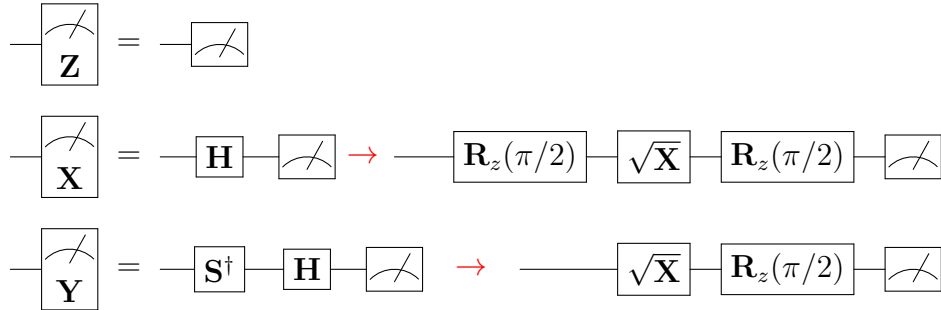 Z =
X = H → R_z(π/2) √X R_z(π/2)
Y = S† H → √X R_z(π/2)